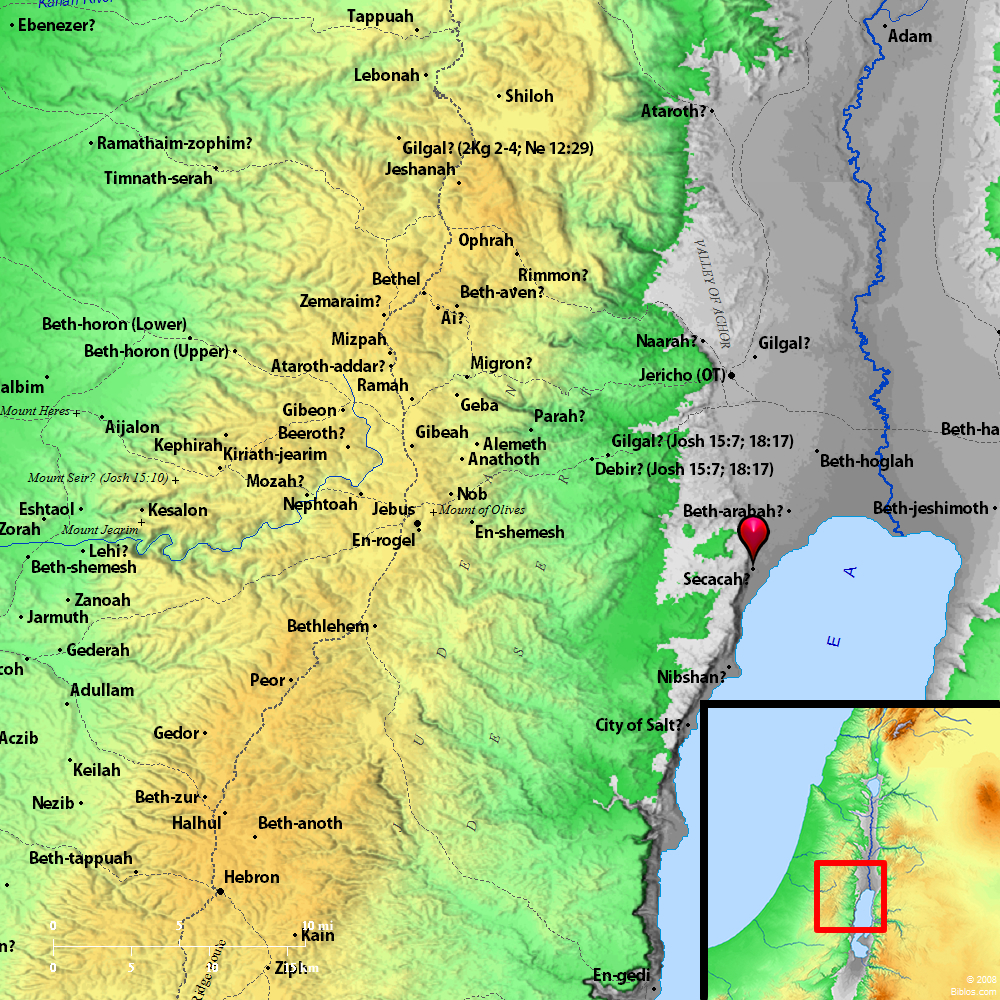 Kanah River
Ebenezer?
Tappuah
Adam
Lebonah
Shiloh
Ataroth?
Ramathaim-zophim?
Gilgal? (2Kg 2-4; Ne 12:29)
Jeshanah
Timnath-serah
Ophrah
VALLEY OF ACHOR
Rimmon?
Bethel
Beth-aven?
Zemaraim?
Ai?
Beth-horon (Lower)
Mizpah
Naarah?
Gilgal?
Beth-horon (Upper)
Ataroth-addar?
Migron?
Jericho (OT)
albim
Ramah
Mount Heres
Gibeon
Geba
Parah?
Aijalon
Beeroth?
Gibeah
Beth-ha
Kephirah
Alemeth
Gilgal? (Josh 15:7; 18:17)
Kiriath-jearim
Anathoth
Beth-hoglah
Debir? (Josh 15:7; 18:17)
Mount Seir? (Josh 15:10)
Mozah?
Nob
Nephtoah
Jebus
Mount of Olives
Beth-arabah?
Beth-jeshimoth
Eshtaol
Kesalon
Zorah
Mount Jearim
En-shemesh
En-rogel
Lehi?
Beth-shemesh
Secacah?
Zanoah
Jarmuth
Bethlehem
Gederah
coh
Peor
Nibshan?
Adullam
City of Salt?
Gedor
Aczib
Keilah
Beth-zur
Nezib
Halhul
Beth-anoth
Beth-tappuah
Hebron
0 5 10 mi
Kain
n?
0 5 10 15 km
Ziph
Ridge Route
En-gedi
J U D E
D E S E R T
E A
© 2008
Biblos.com